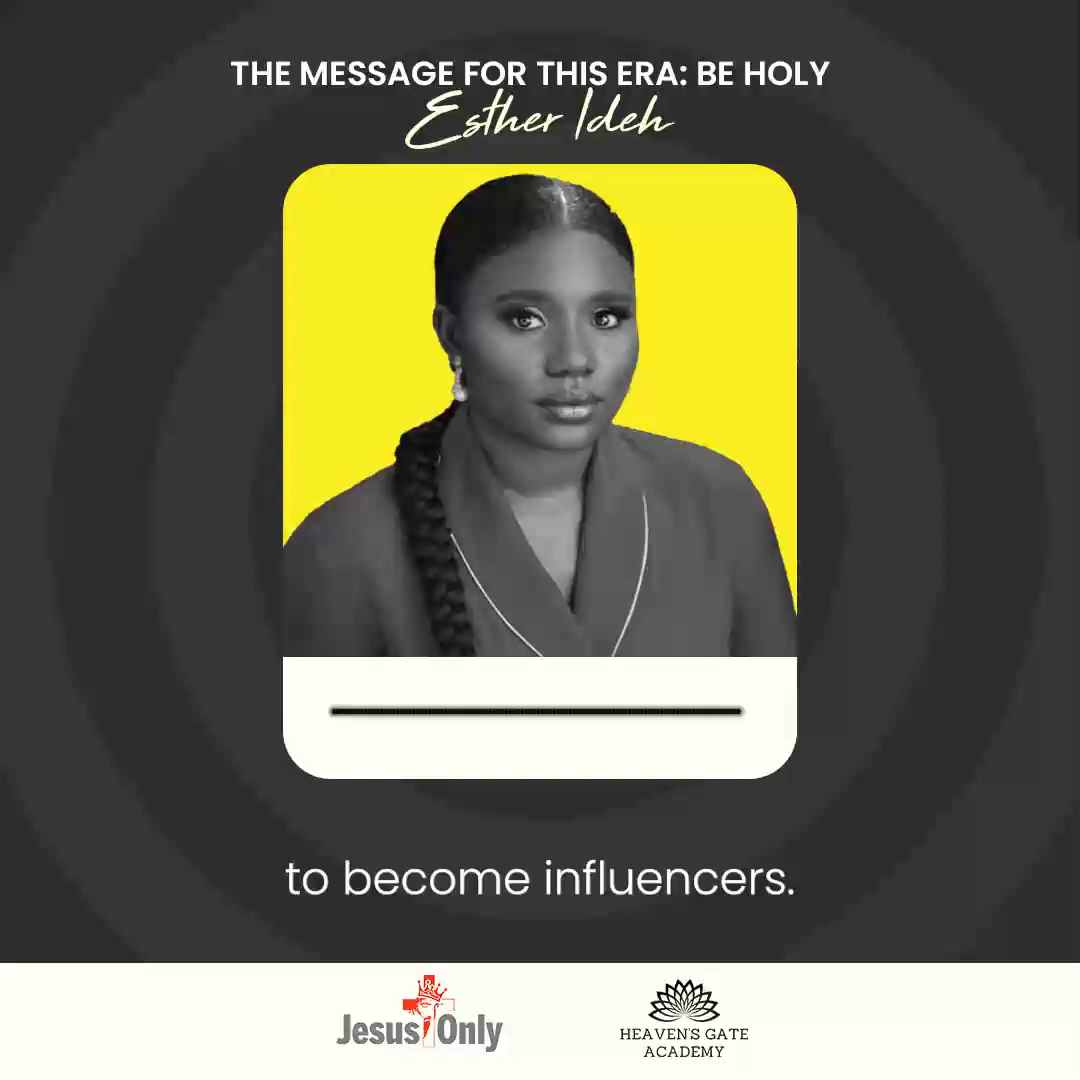 THE MESSAGE FOR THIS ERA: BE HOLY
Esther Ideh
to become influencers.
Jesus Only
HEAVEN'S GATE
ACADEMY